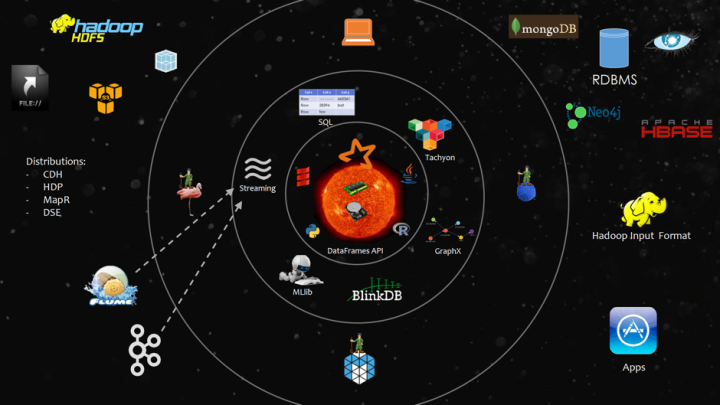 hadoop
HDFS
mongoDB
RDBMS
FILE://
Neo4j
APACHE
HBASE
SQL
Tachyon
Distributions:
- CDH
- HDP
- MapR
- DSE
Streaming
Hadoop Input Format
DataFrames API
GraphX
R
MLlib
BlinkDB
FLUME
Apps